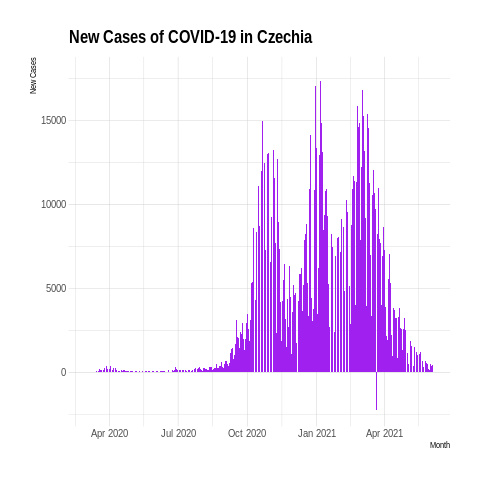 New Cases of COVID-19 in Czechia
New Cases
15000
10000
5000
0
Apr 2020 Jul 2020 Oct 2020 Jan 2021 Apr 2021
Month